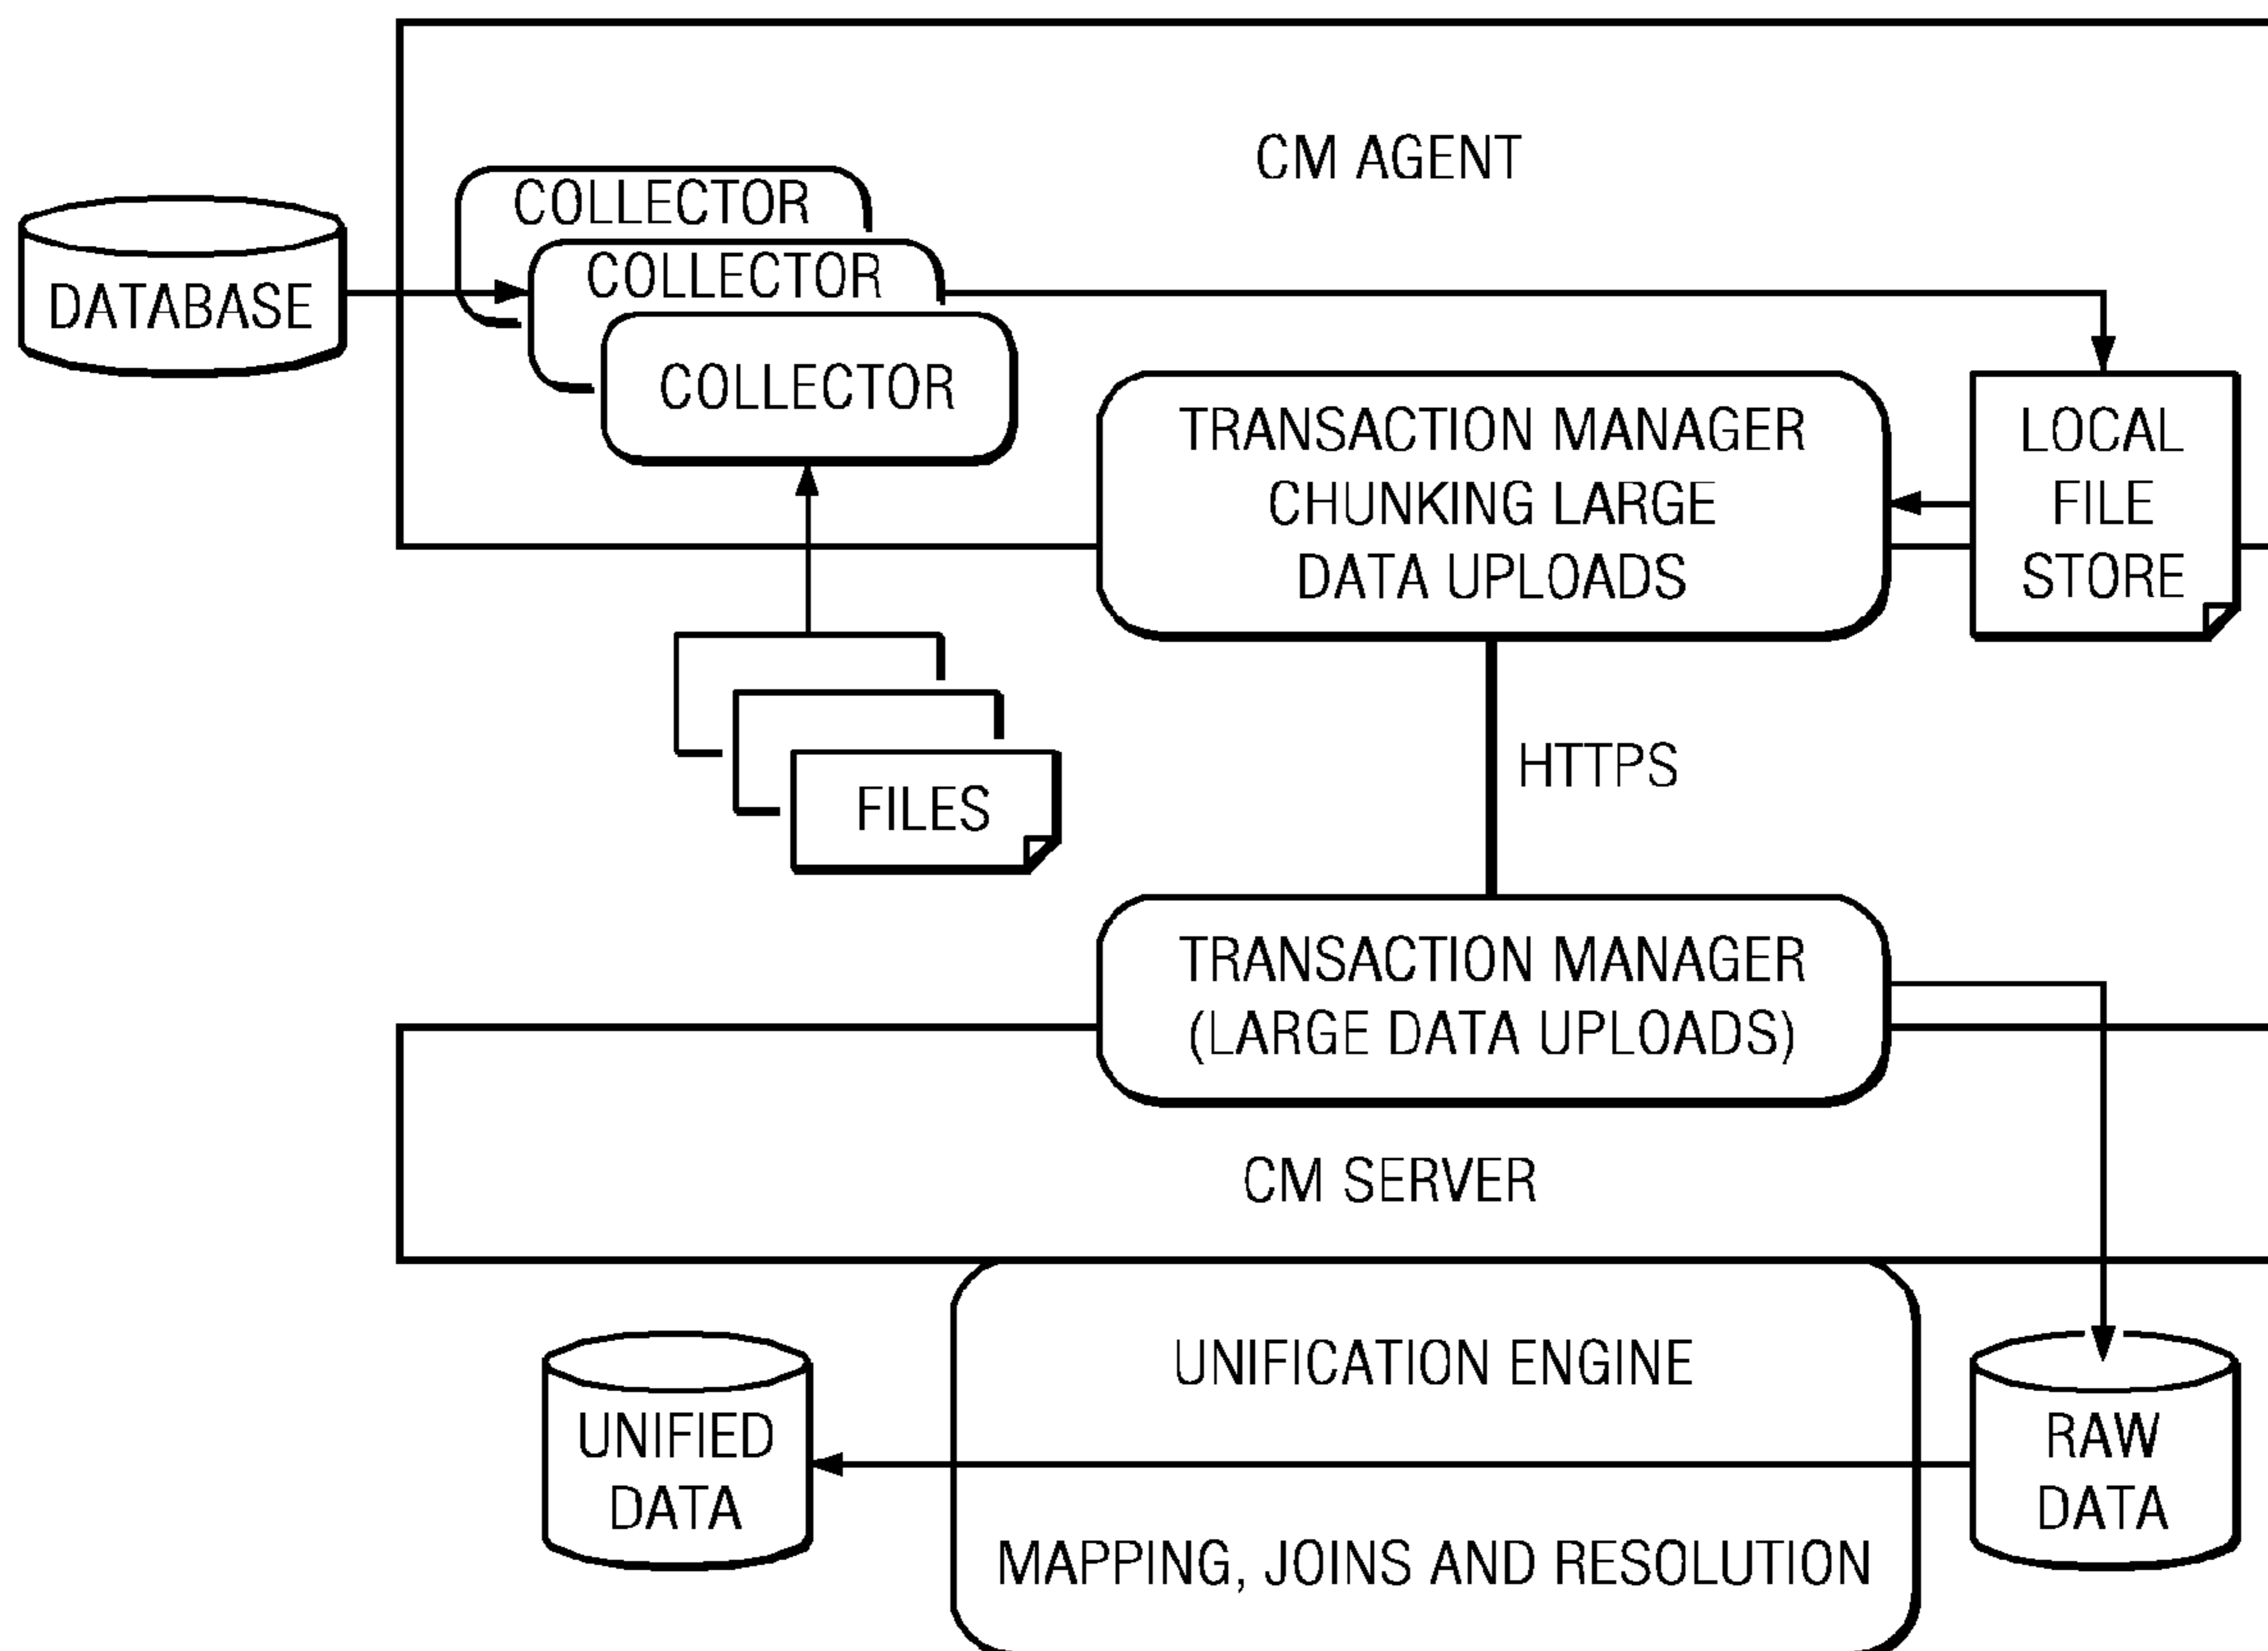 CM AGENT
COLLECTOR
COLLECTOR
COLLECTOR
DATABASE
TRANSACTION MANAGER
CHUNKING LARGE
DATA UPLOADS
LOCAL
FILE
STORE
FILES
HTTPS
TRANSACTION MANAGER
(LARGE DATA UPLOADS)
CM SERVER
UNIFICATION ENGINE
MAPPING, JOINS AND RESOLUTION
UNIFIED
DATA
RAW
DATA